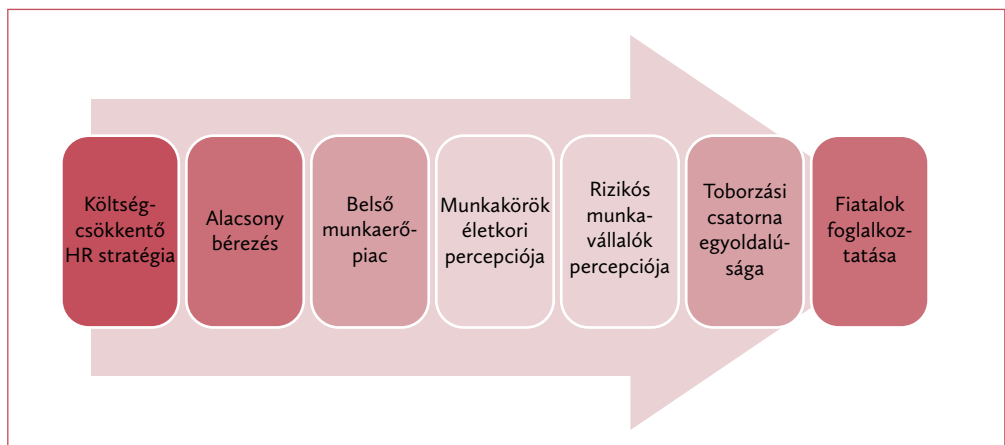 Költség-
csökkentő
HR stratégia
Alacsony
bérezés
Belső
munkaerő-
piac
Munkakörök
életkori
percepciója
Rizikós
munka-
vállalók
percepciója
Toborzási
csatorna
egyoldalú-
sága
Fiatalok
foglalkoz-
tatása